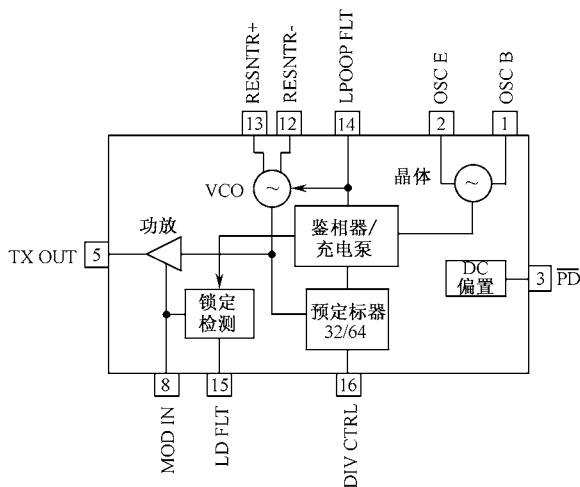 RESNTR+
RESNTR-
LPOOP FLT
OSC E
OSC B
13
12
14
2
1
VCO
~
晶体
~
功放
鉴相器/
充电泵
TX OUT
5
DC
偏置
3
PD
锁定
检测
预定标器
32/64
8
15
16
MOD IN
LD FLT
DIV CTRL